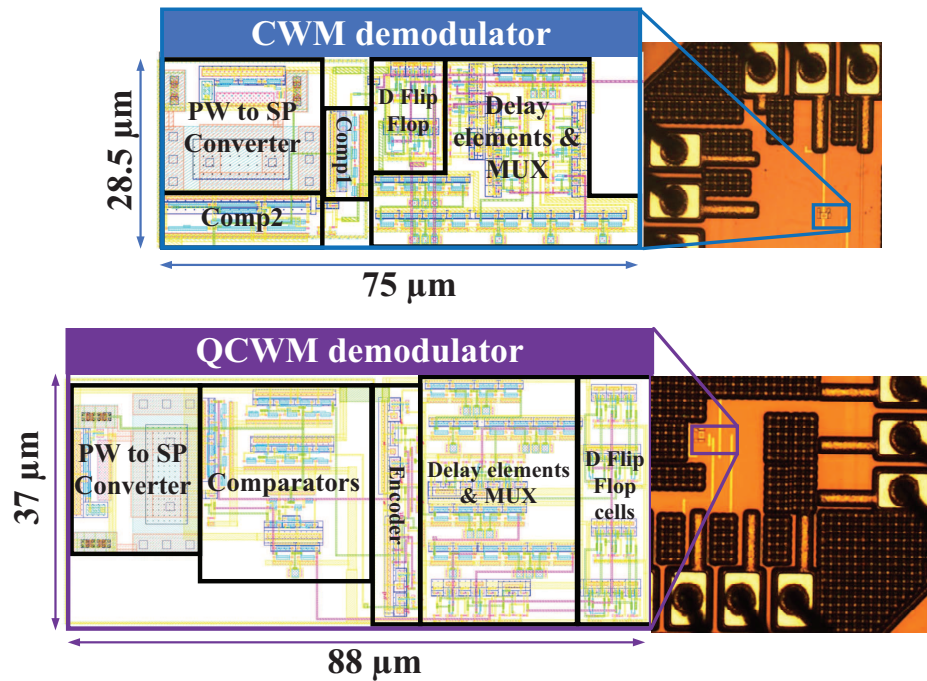 CWM demodulator
28.5 µm
PW to SP
Converter
Comp1
D Flip
Flop
Delay
elements &
MUX
Comp2
75 µm
QCWM demodulator
37 µm
PW to SP
Converter
Comparators
Encoder
Delay elements
& MUX
D Flip
Flop
cells
88 µm